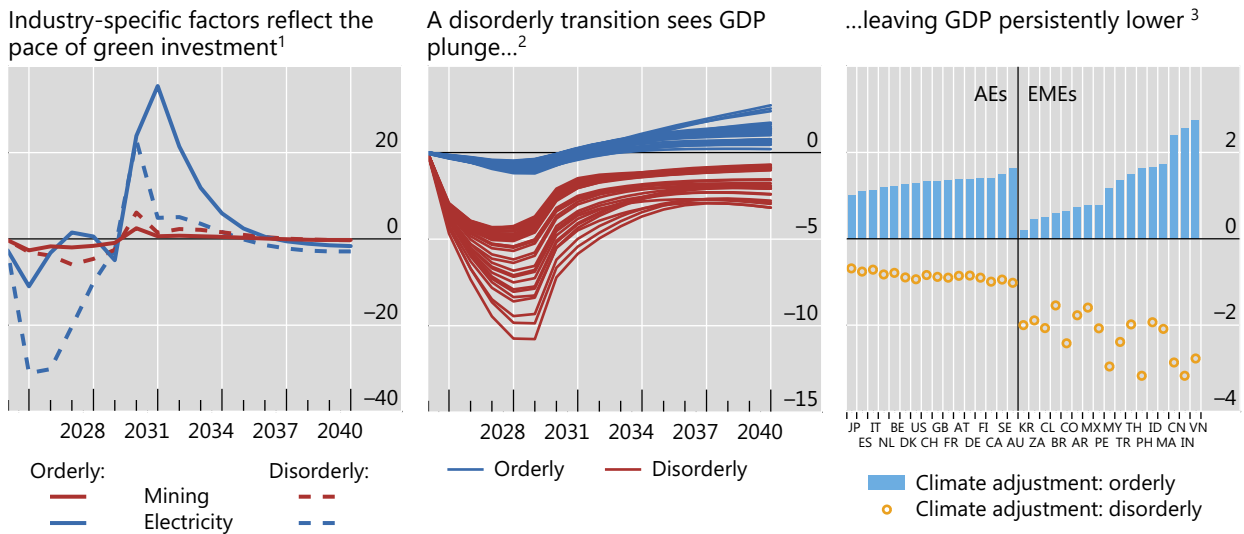 Industry-specific factors reflect the
pace of green investment1
20
0
–20
–40
2028 2031 2034 2037 2040
Orderly: Disorderly:
Mining
Electricity
A disorderly transition sees GDP
plunge...2
0
–5
–10
–15
2028 2031 2034 2037 2040
Orderly Disorderly
...leaving GDP persistently lower 3
AEs EMEs
2
0
–2
–4
JP IT BE US GB AT FI SE KR CL CO MX MY TH ID CN VN
ES NL DK CH FR DE CA AU ZA BR AR PE TR PH MA IN
Climate adjustment: orderly
Climate adjustment: disorderly